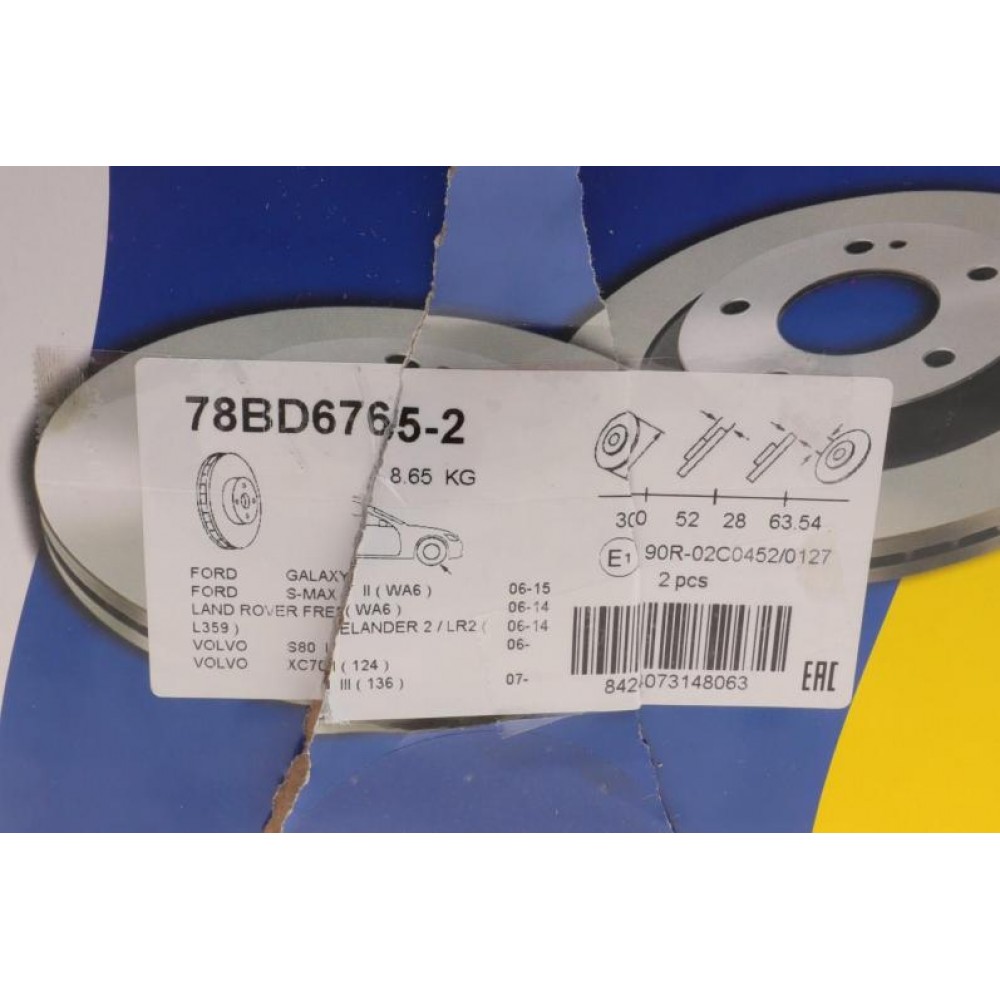 78BD6765-2
8.65 KG
300 52 28 63.54
E1 90R-02C0452/0127
2 pcs
FORD GALAXY
FORD S-MAX II ( WA6 ) 06-15
LAND ROVER FRE ( WA6 ) 06-14
L359 ) ELANDER 2 / LR2 ( 06-14
VOLVO S80 ( 124 ) 06-
VOLVO XC70 III ( 136 ) 07-
073148063
EAC